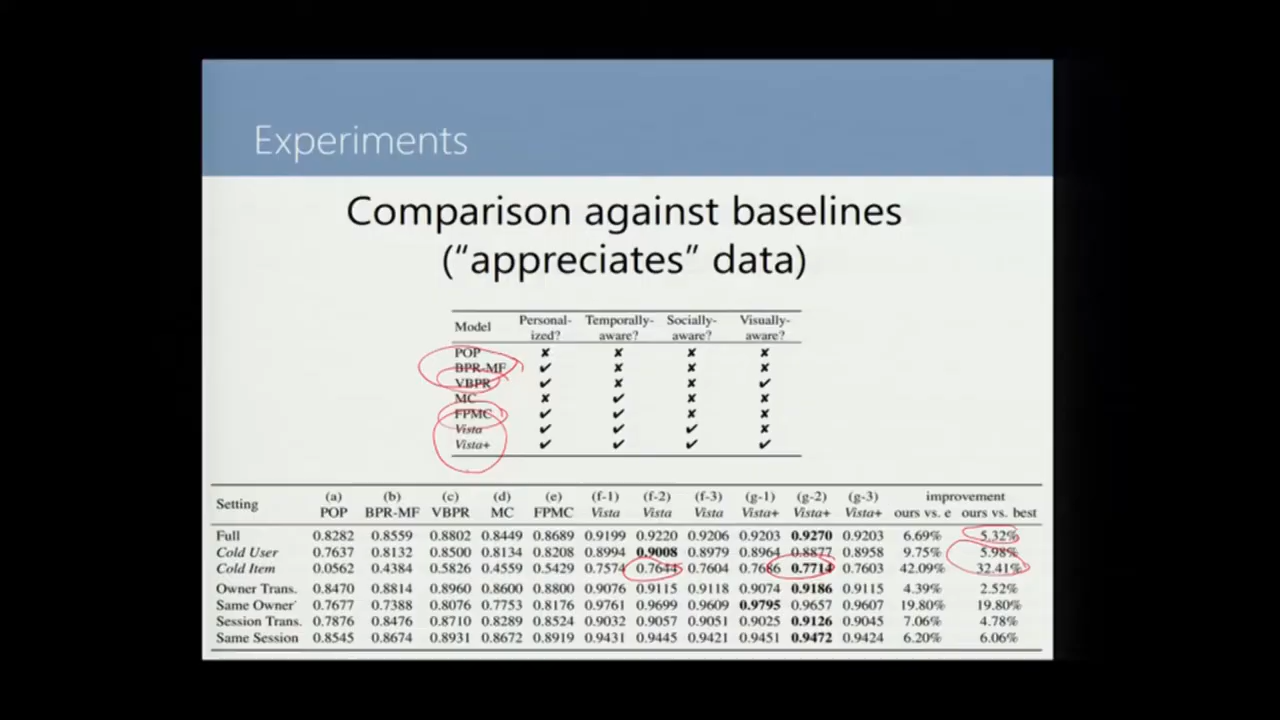 Experiments
Comparison against baselines
(“appreciates” data)
Model Personal-ized? Temporally-aware? Socially-aware? Visually-aware?
POP ✘ ✘ ✘ ✘
BPR-MF ✔ ✘ ✘ ✘
VBPR ✔ ✘ ✘ ✔
MC ✘ ✔ ✘ ✘
FPMC ✔ ✔ ✘ ✘
Vista ✔ ✔ ✔ ✘
Vista+ ✔ ✔ ✔ ✔
Setting (a) POP (b) BPR-MF (c) VBPR (d) MC (e) FPMC (f-1) Vista (f-2) Vista (f-3) Vista (g-1) Vista+ (g-2) Vista+ (g-3) Vista+ improvement ours vs. e ours vs. best
Full 0.8282 0.8559 0.8802 0.8449 0.8689 0.9199 0.9220 0.9206 0.9203 0.9270 0.9203 6.69% 5.32%
Cold User 0.7637 0.8132 0.8500 0.8134 0.8208 0.8994 0.9008 0.8979 0.8964 0.8877 0.8958 9.75% 5.98%
Cold Item 0.0562 0.4384 0.5826 0.4559 0.5429 0.7574 0.7644 0.7604 0.7686 0.7714 0.7603 42.09% 32.41%
Owner Trans. 0.8470 0.8814 0.8960 0.8600 0.8800 0.9076 0.9115 0.9118 0.9074 0.9186 0.9115 4.39% 2.52%
Same Owner 0.7677 0.7388 0.8076 0.7753 0.8176 0.9761 0.9699 0.9609 0.9795 0.9657 0.9607 19.80% 19.80%
Session Trans. 0.7876 0.8476 0.8710 0.8289 0.8524 0.9032 0.9057 0.9051 0.9025 0.9126 0.9045 7.06% 4.78%
Same Session 0.8545 0.8674 0.8931 0.8672 0.8919 0.9431 0.9445 0.9421 0.9451 0.9472 0.9424 6.20% 6.06%